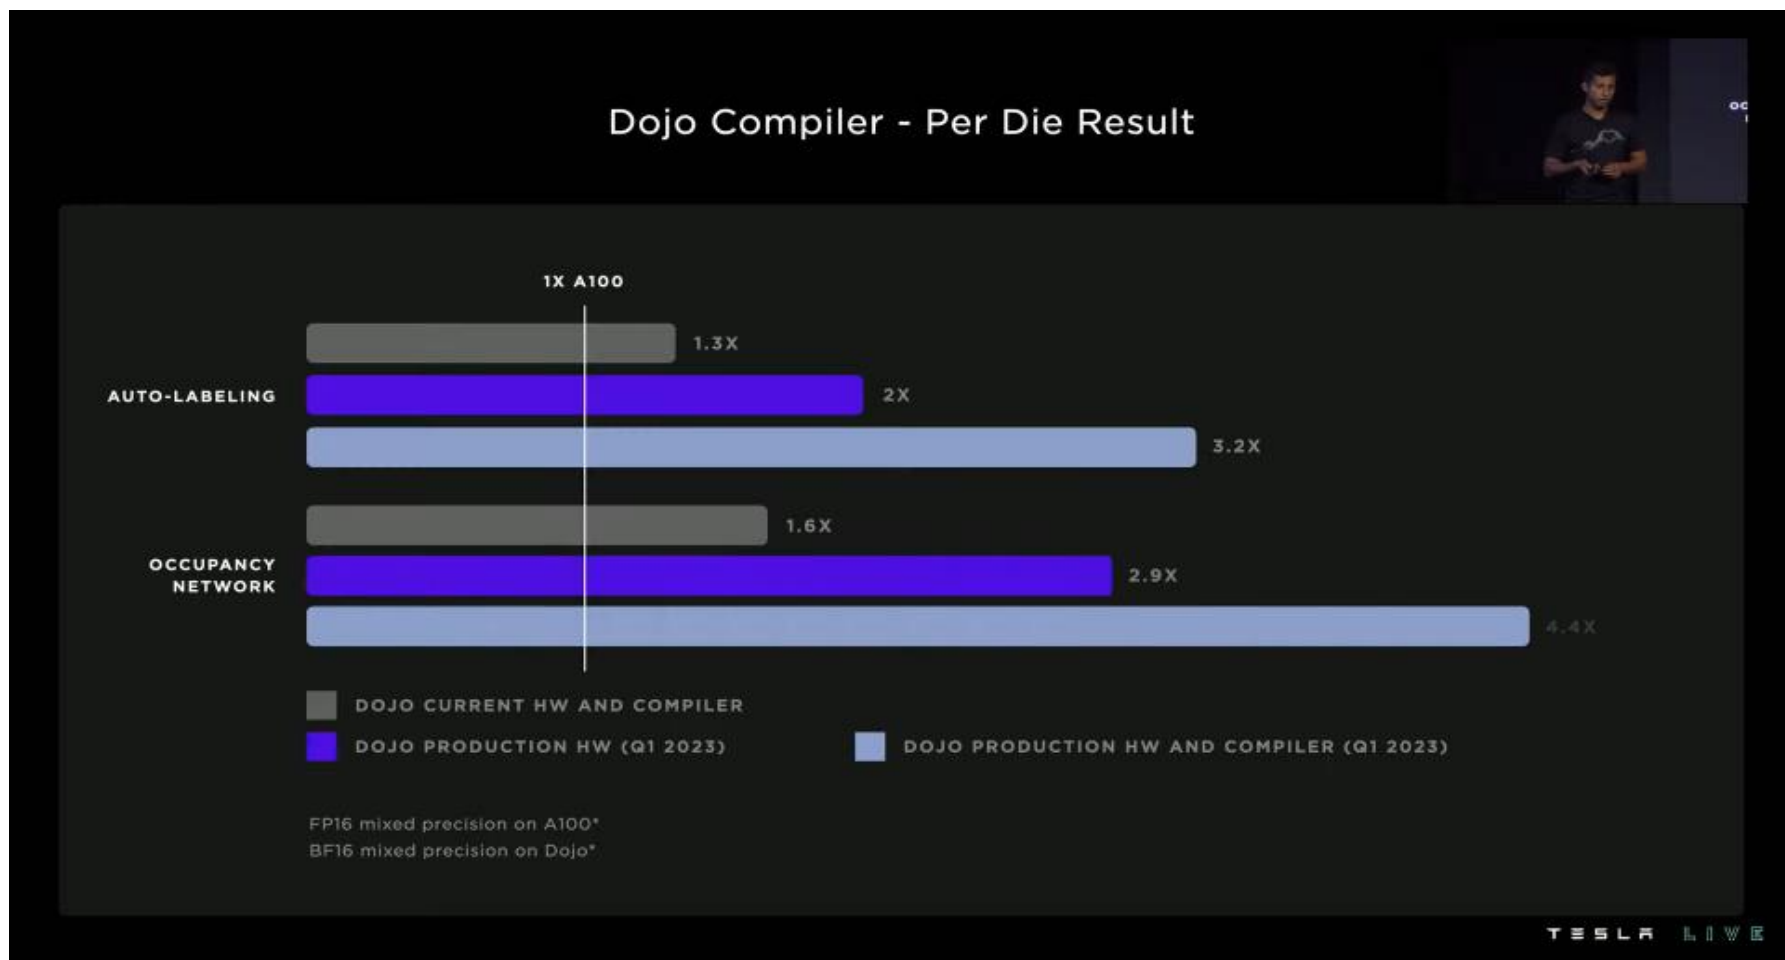 Dojo Compiler - Per Die Result
1X A100
1.3X
AUTO-LABELING
2X
3.2X
1.6X
OCCUPANCY
NETWORK
2.9X
4.4X
DOJO CURRENT HW AND COMPILER
DOJO PRODUCTION HW (Q1 2023)
DOJO PRODUCTION HW AND COMPILER (Q1 2023)
FP16 mixed precision on A100*
BF16 mixed precision on Dojo*
TESLA LIVE